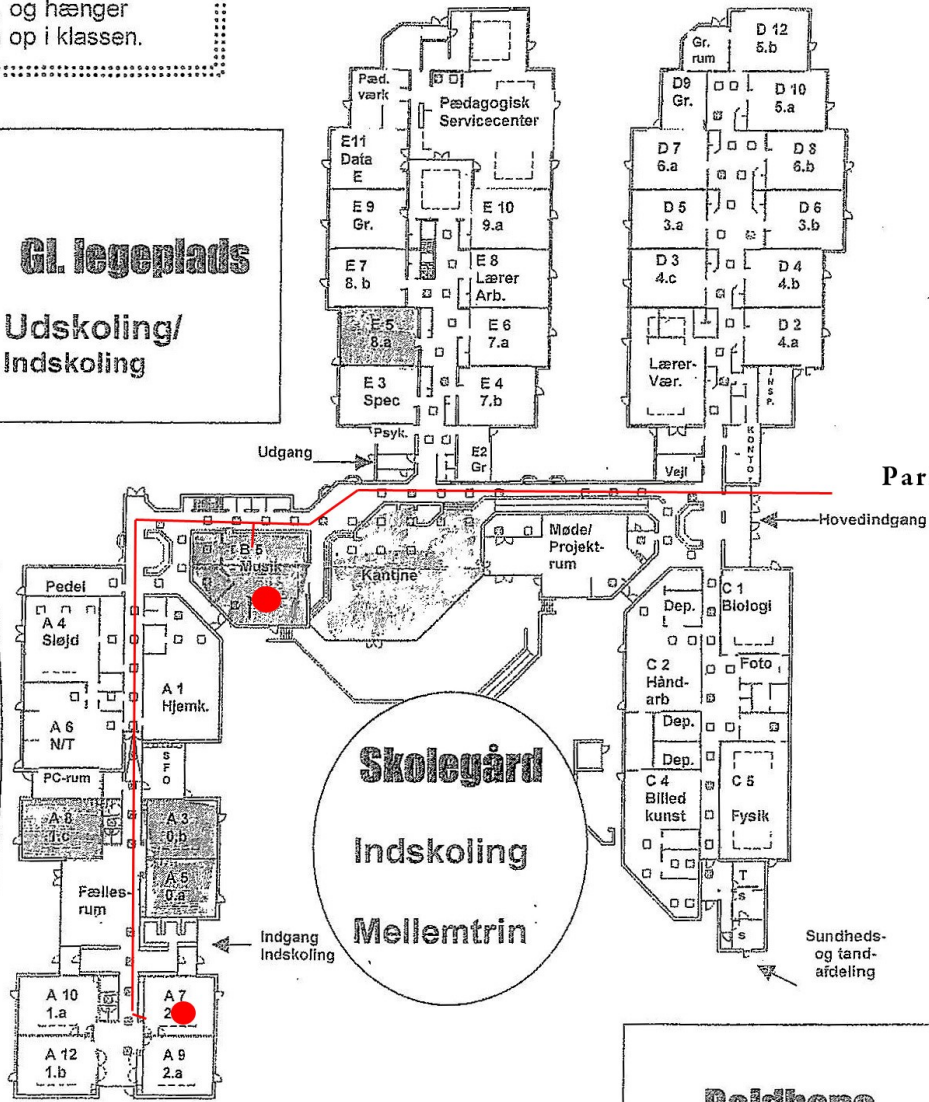 og hænger
op i klassen.
Gl. legeplads
Udskoling/
Indskoling
Pæd.
værk
Pædagogisk
Servicecenter
E11
Data
E
E 9
Gr.
E 10
9.a
E 7
8. b
E 8
Lærer
Arb.
E 5
8.a
E 6
7.a
E 3
Spec
E 4
7.b
Psyk.
E2
Gr
Udgang
Gr.
rum
D 12
5.b
D9
Gr.
D 10
5.a
D 7
6.a
D 8
6.b
D 5
3.a
D 6
3.b
D 3
4.c
D 4
4.b
D 2
4.a
Lærer-
Vær.
INSP.
KONTOR
Vejl
Par
Hovedindgang
B 5
Musik
Kantine
Møde/
Projekt-
rum
Pedel
A 4
Sløjd
A 1
Hjemk.
A 6
N/T
PC-rum
SFO
A 8
1.c
A 3
0.b
A 5
0.a
Fælles-
rum
Indgang
Indskoling
A 10
1.a
A 7
2
A 12
1.b
A 9
2.a
Skolegård
Indskoling
Mellemtrin
C 1
Biologi
Dep.
C 2
Hånd-
arb
Foto
Dep.
Dep.
C 4
Billed
kunst
C 5
Fysik
T
S
S
Sundheds-
og tand-
afdeling